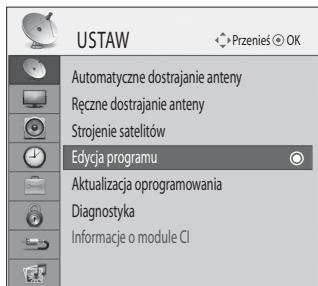 USTAW Przenieś OK
Automatyczne dostrajanie anteny
Ręczne dostrajanie anteny
Strojenie satelitów
Edycja programu
Aktualizacja oprogramowania
Diagnostyka
Informacje o module CI